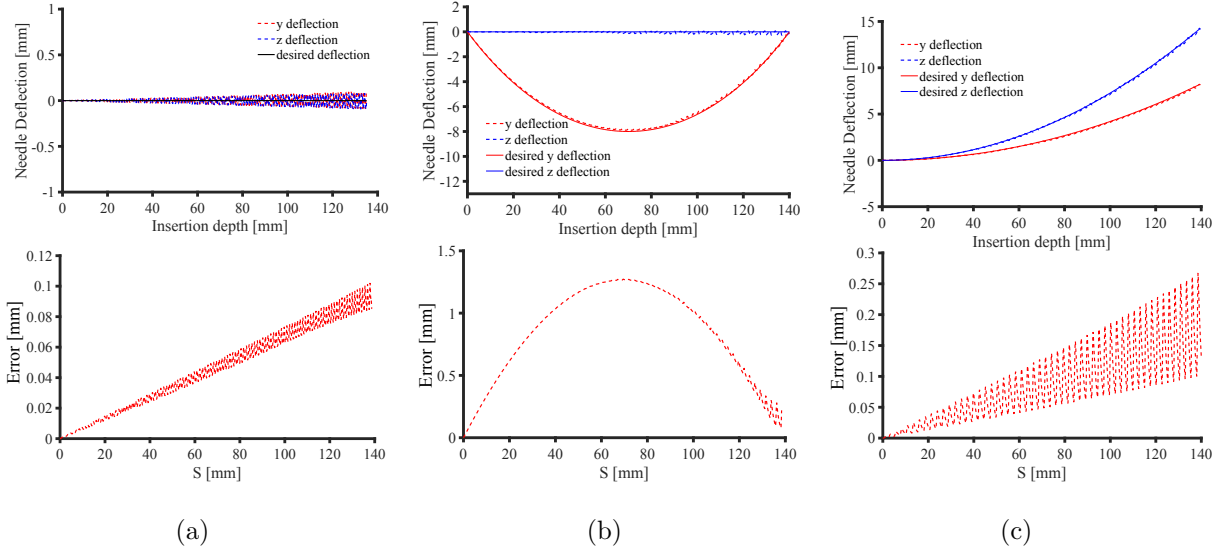 Needle Deflection [mm]
1
0.5
0
-0.5
-1
y deflection
z deflection
desired deflection
0 20 40 60 80 100 120 140
Insertion depth [mm]
Needle Deflection [mm]
2
0
-2
-4
-6
-8
-10
-12
y deflection
z deflection
desired y deflection
desired z deflection
0 20 40 60 80 100 120 140
Insertion depth [mm]
Needle Deflection [mm]
15
10
5
0
-5
y deflection
z deflection
desired y deflection
desired z deflection
0 20 40 60 80 100 120 140
Insertion depth [mm]
Error [mm]
0.12
0.1
0.08
0.06
0.04
0.02
0
0 20 40 60 80 100 120 140
S [mm]
Error [mm]
1.5
1
0.5
0
0 20 40 60 80 100 120 140
S [mm]
Error [mm]
0.3
0.25
0.2
0.15
0.1
0.05
0
0 20 40 60 80 100 120 140
S [mm]
(a)
(b)
(c)